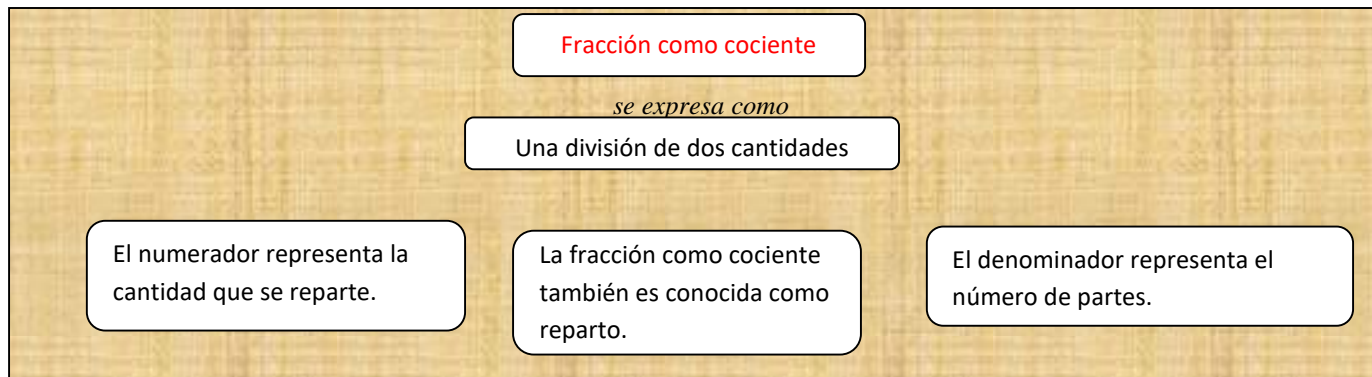 Fracción como cociente
se expresa como
Una división de dos cantidades
El numerador representa la
cantidad que se reparte.
La fracción como cociente
también es conocida como
reparto.
El denominador representa el
número de partes.